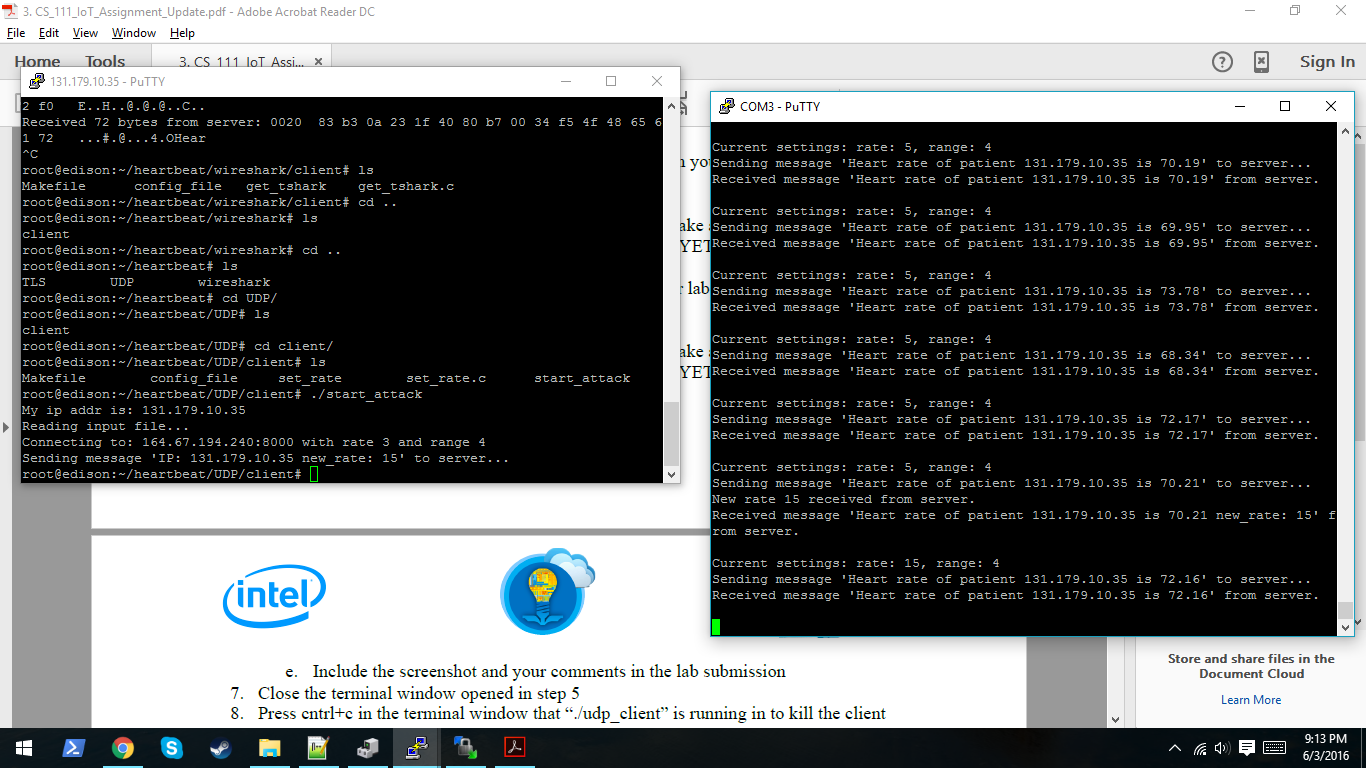 3. CS_111_IoT_Assignment_Update.pdf - Adobe Acrobat Reader DC
File Edit View Window Help
Home Tools 3. CS_111_IoT_Assi... ×
? Sign In
131.179.10.35 - PuTTY
2 f0   E..H..@.@.@..C..
Received 72 bytes from server: 0020  83 b3 0a 23 1f 40 80 b7 00 34 f5 4f 48 65 6
1 72   ...#.@...4.OHear
^C
root@edison:~/heartbeat/wireshark/client# ls
Makefile      config_file   get_tshark    get_tshark.c
root@edison:~/heartbeat/wireshark/client# cd ..
root@edison:~/heartbeat/wireshark# ls
client
root@edison:~/heartbeat/wireshark# cd ..
root@edison:~/heartbeat# ls
TLS        UDP        wireshark
root@edison:~/heartbeat# cd UDP/
root@edison:~/heartbeat/UDP# ls
client
root@edison:~/heartbeat/UDP# cd client/
root@edison:~/heartbeat/UDP/client# ls
Makefile        config_file     set_rate        set_rate.c      start_attack
root@edison:~/heartbeat/UDP/client# ./start_attack
My ip addr is: 131.179.10.35
Reading input file...
Connecting to: 164.67.194.240:8000 with rate 3 and range 4
Sending message 'IP: 131.179.10.35 new_rate: 15' to server...
root@edison:~/heartbeat/UDP/client#
COM3 - PuTTY
Current settings: rate: 5, range: 4
Sending message 'Heart rate of patient 131.179.10.35 is 70.19' to server...
Received message 'Heart rate of patient 131.179.10.35 is 70.19' from server.
Current settings: rate: 5, range: 4
Sending message 'Heart rate of patient 131.179.10.35 is 69.95' to server...
Received message 'Heart rate of patient 131.179.10.35 is 69.95' from server.
Current settings: rate: 5, range: 4
Sending message 'Heart rate of patient 131.179.10.35 is 73.78' to server...
Received message 'Heart rate of patient 131.179.10.35 is 73.78' from server.
Current settings: rate: 5, range: 4
Sending message 'Heart rate of patient 131.179.10.35 is 68.34' to server...
Received message 'Heart rate of patient 131.179.10.35 is 68.34' from server.
Current settings: rate: 5, range: 4
Sending message 'Heart rate of patient 131.179.10.35 is 72.17' to server...
Received message 'Heart rate of patient 131.179.10.35 is 72.17' from server.
Current settings: rate: 5, range: 4
Sending message 'Heart rate of patient 131.179.10.35 is 70.21' to server...
New rate 15 received from server.
Received message 'Heart rate of patient 131.179.10.35 is 70.21 new_rate: 15' f
rom server.
Current settings: rate: 15, range: 4
Sending message 'Heart rate of patient 131.179.10.35 is 72.16' to server...
Received message 'Heart rate of patient 131.179.10.35 is 72.16' from server.
intel
e. Include the screenshot and your comments in the lab submission
7. Close the terminal window opened in step 5
8. Press cntrl+c in the terminal window that “./udp_client” is running in to kill the client
Store and share files in the
Document Cloud
Learn More
9:13 PM
6/3/2016